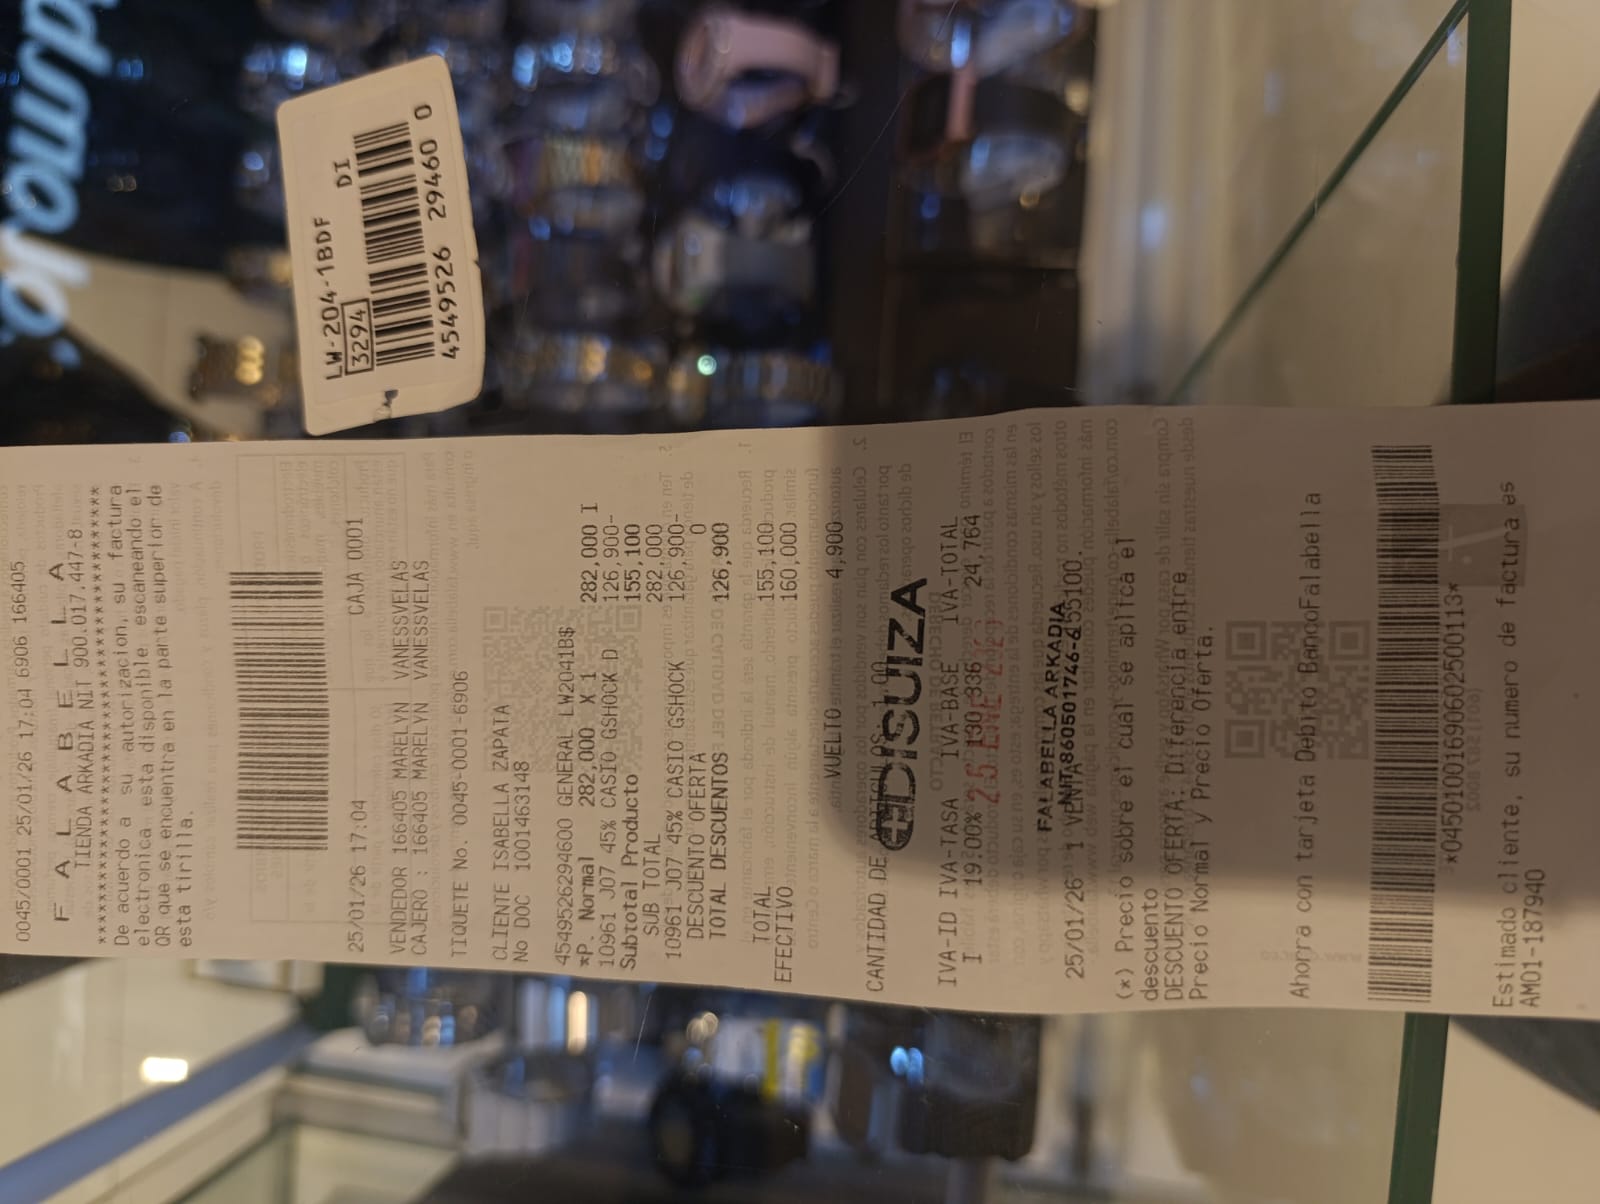 0045/0001 25/01/26 17:04 6906 166405
F A L A B E L L A
TIENDA ARKADIA NIT 900.017.447-8
****************************************
De acuerdo a su autorizacion, su factura
electronica esta disponible escaneando el
QR que se encuentra en la parte superior de
esta tirilla.
25/01/26 17:04 CAJA 0001
VENDEDOR 166405 MARELYN VANESSVELAS
CAJERO : 166405 MARELYN VANESSVELAS
TIQUETE No. 0045-0001-6906
CLIENTE ISABELLA ZAPATA
No DOC 1001463148
4549526294600 GENERAL LW2041B$
*P. Normal 282,000 X 1 282,000 I
10961 J07 45% CASIO GSHOCK D 126,900-
Subtotal Producto 155,100
SUB TOTAL 282,000
10961 J07 45% CASIO GSHOCK 126,900-
DESCUENTO OFERTA 0
TOTAL DESCUENTOS 126,900
TOTAL 155,100
EFECTIVO 160,000
VUELTO 4,900
CANTIDAD DE
DISUIZA
IVA-ID IVA-TASA IVA-BASE IVA-TOTAL
I 19.00% 130,336 24,764
25 ENE
FALABELLA ARKADIA
25/01/26 1 VENTA
(*) Precio sobre el cual se aplica el
descuento
DESCUENTO OFERTA: Diferencia entre
Precio Normal y Precio Oferta.
Ahorra con tarjeta Debito BancoFalabella
*04501001690602500113*
Estimado cliente, su numero de factura es
AM01-187940
LW-204-1BDF
3294 DI
4549526 29460 0